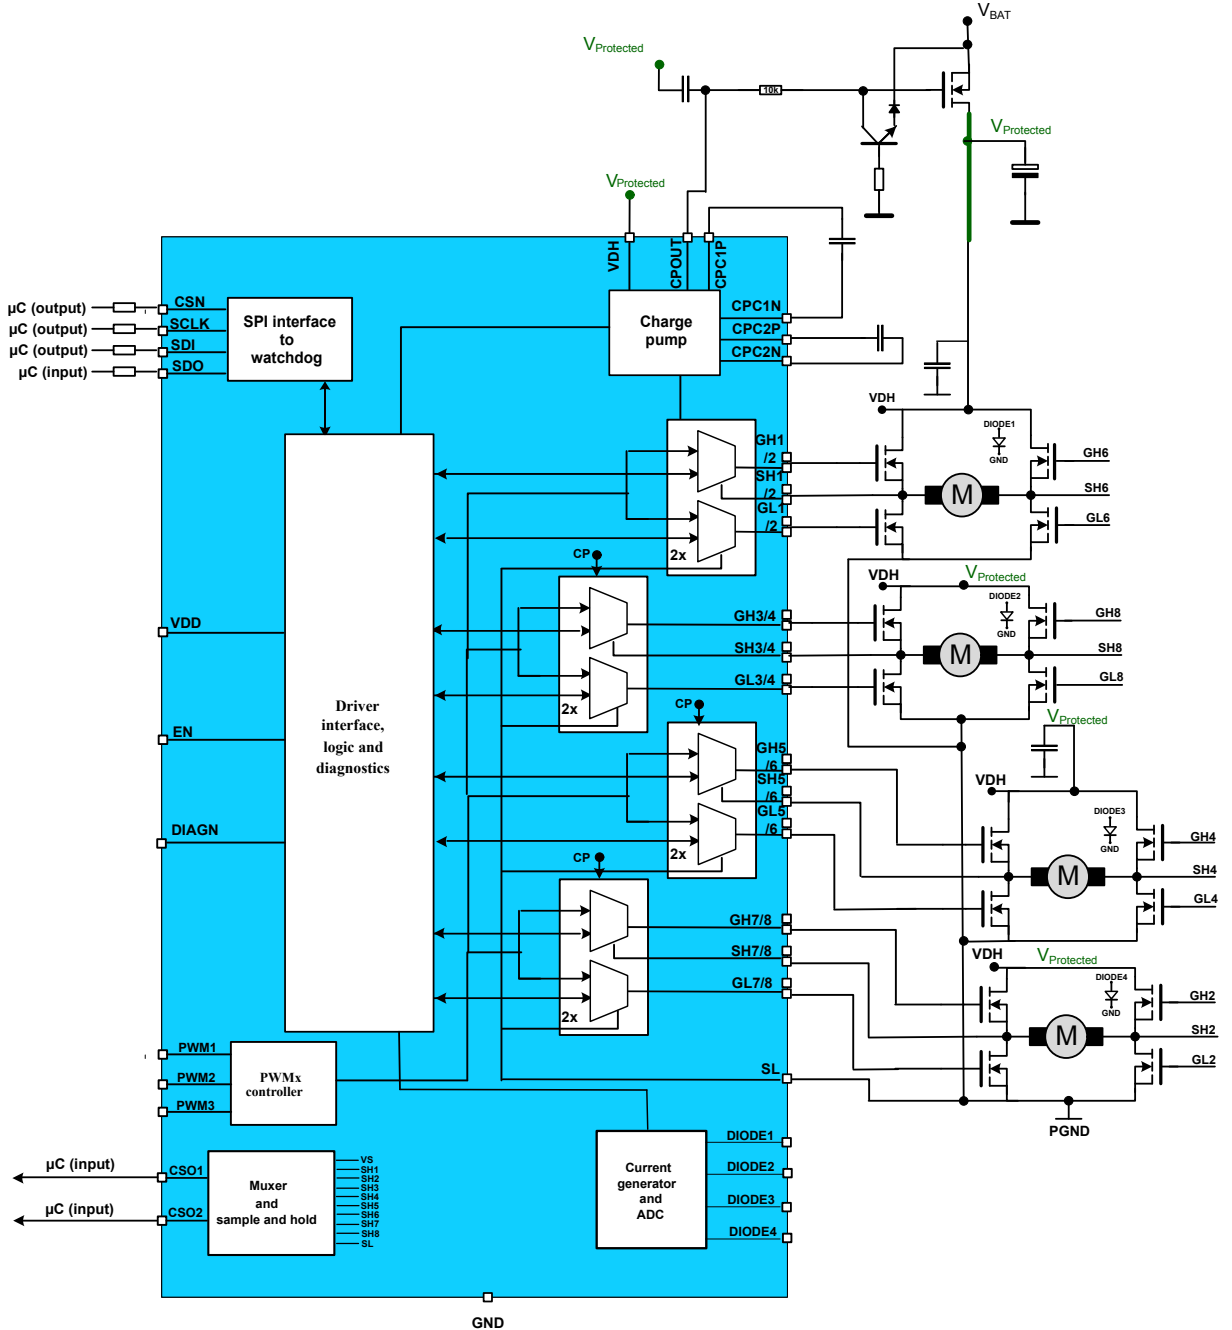 VBAT
VProtected
10k
VProtected
VProtected
VDH
CPOUT
CPC1P
µC (output)
CSN
µC (output)
SCLK
µC (output)
SDI
µC (input)
SDO
SPI interface
to
watchdog
Charge
pump
CPC1N
CPC2P
CPC2N
VDH
DIODE1
GND
M
GH6
SH6
GL6
GH1
/2
SH1
/2
GL1
/2
2x
CP
VDH
VProtected
DIODE2
GND
M
GH8
SH8
GL8
GH3/4
SH3/4
GL3/4
2x
VDD
EN
DIAGN
Driver
interface,
logic and
diagnostics
CP
GH5
/6
SH5
/6
GL5
/6
2x
VProtected
VDH
DIODE3
GND
M
GH4
SH4
GL4
CP
GH7/8
SH7/8
GL7/8
2x
VDH
VProtected
DIODE4
GND
M
GH2
SH2
GL2
PGND
SL
PWM1
PWM2
PWM3
PWMx
controller
µC (input)
CSO1
µC (input)
CSO2
Muxer
and
sample and hold
VS
SH1
SH2
SH3
SH4
SH5
SH6
SH7
SH8
SL
Current
generator
and
ADC
DIODE1
DIODE2
DIODE3
DIODE4
GND